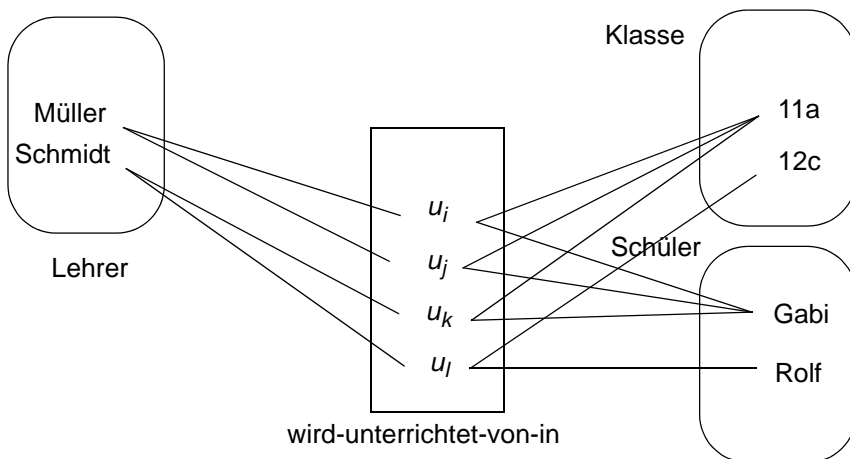 Klasse
Müller
Schmidt
Lehrer
11a
12c
u_i
u_j
u_k
u_l
Schüler
Gabi
Rolf
wird-unterrichtet-von-in